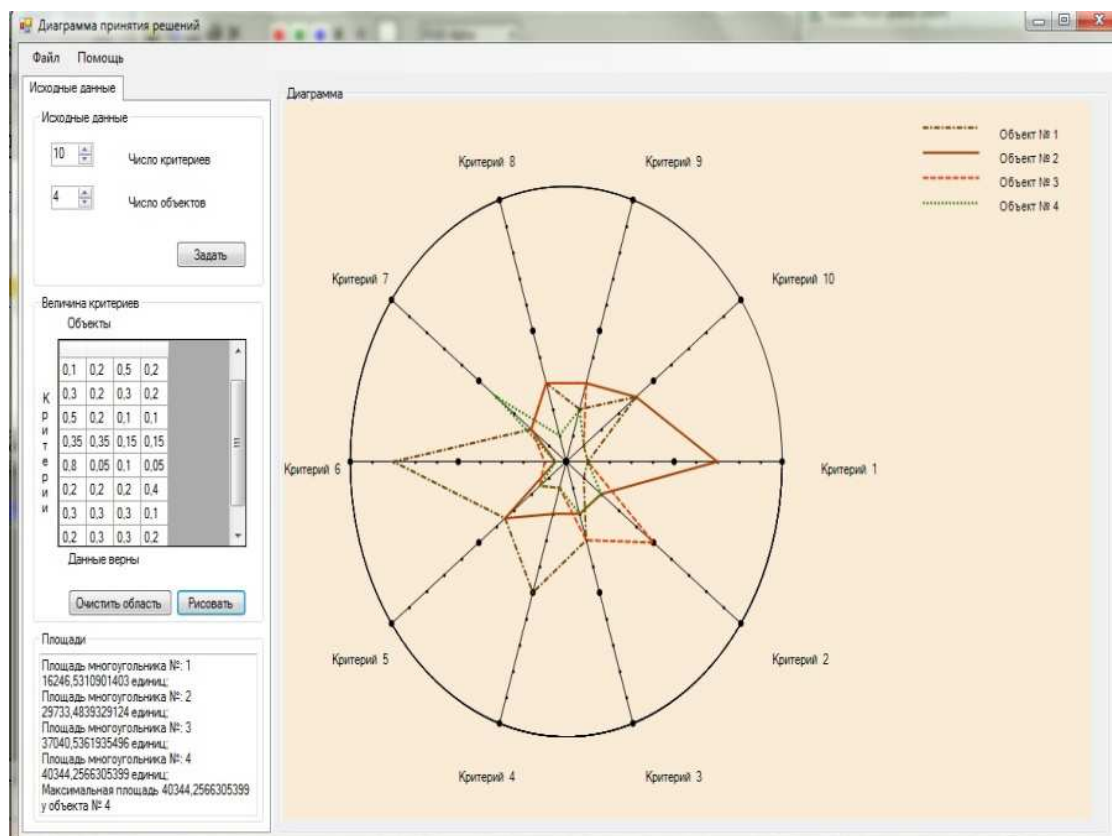 Диаграмма принятия решений
Файл Помощь
Исходные данные
Исходные данные
10 Число критериев
4 Число объектов
Задать
Величина критериев
Объекты
Критерии
0,1 0,2 0,5 0,2
0,3 0,2 0,3 0,2
0,5 0,2 0,1 0,1
0,35 0,35 0,15 0,15
0,8 0,05 0,1 0,05
0,2 0,2 0,2 0,4
0,3 0,3 0,3 0,1
0,2 0,3 0,3 0,2
Данные верны
Очистить область Рисовать
Площади
Площадь многоугольника №: 1
16246,5310901403 единиц;
Площадь многоугольника №: 2
29733,4839329124 единиц;
Площадь многоугольника №: 3
37040,5361935496 единиц;
Площадь многоугольника №: 4
40344,2566305399 единиц;
Максимальная площадь 40344,2566305399
у объекта № 4
Диаграмма
Объект № 1
Объект № 2
Объект № 3
Объект № 4
Критерий 8
Критерий 9
Критерий 7
Критерий 10
Критерий 6
Критерий 1
Критерий 5
Критерий 2
Критерий 4
Критерий 3